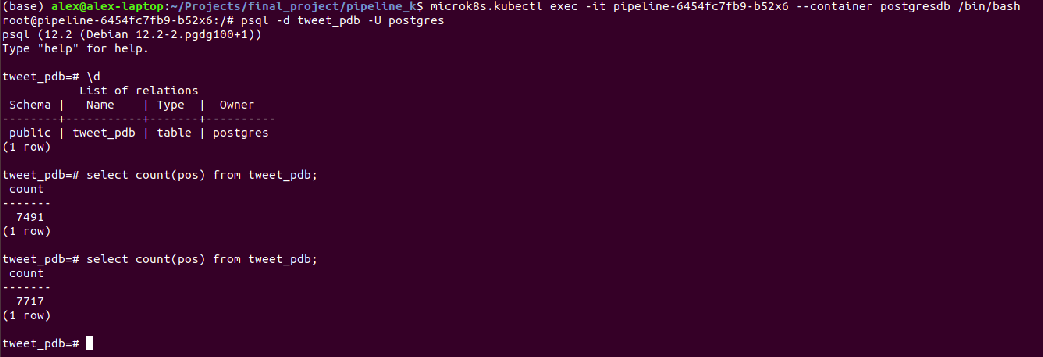 (base) alex@alex-laptop:~/Projects/final_project/pipeline_k$ microk8s.kubectl exec -it pipeline-6454fc7fb9-b52x6 --container postgresdb /bin/bash
root@pipeline-6454fc7fb9-b52x6:/# psql -d tweet_pdb -U postgres
psql (12.2 (Debian 12.2-2.pgdg100+1))
Type "help" for help.
tweet_pdb=# \d
List of relations
Schema | Name | Type | Owner
--------+-----------+-------+----------
public | tweet_pdb | table | postgres
(1 row)
tweet_pdb=# select count(pos) from tweet_pdb;
count
-------
7491
(1 row)
tweet_pdb=# select count(pos) from tweet_pdb;
count
-------
7717
(1 row)
tweet_pdb=#